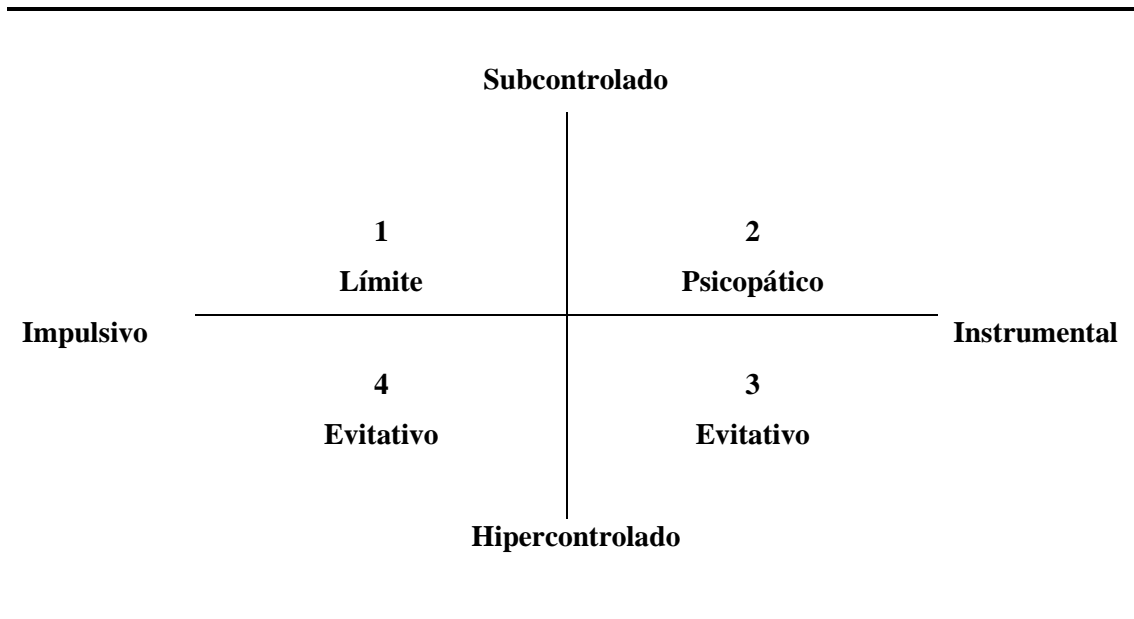 Subcontrolado
1
2
Límite
Psicopático
Impulsivo
Instrumental
4
3
Evitativo
Evitativo
Hipercontrolado